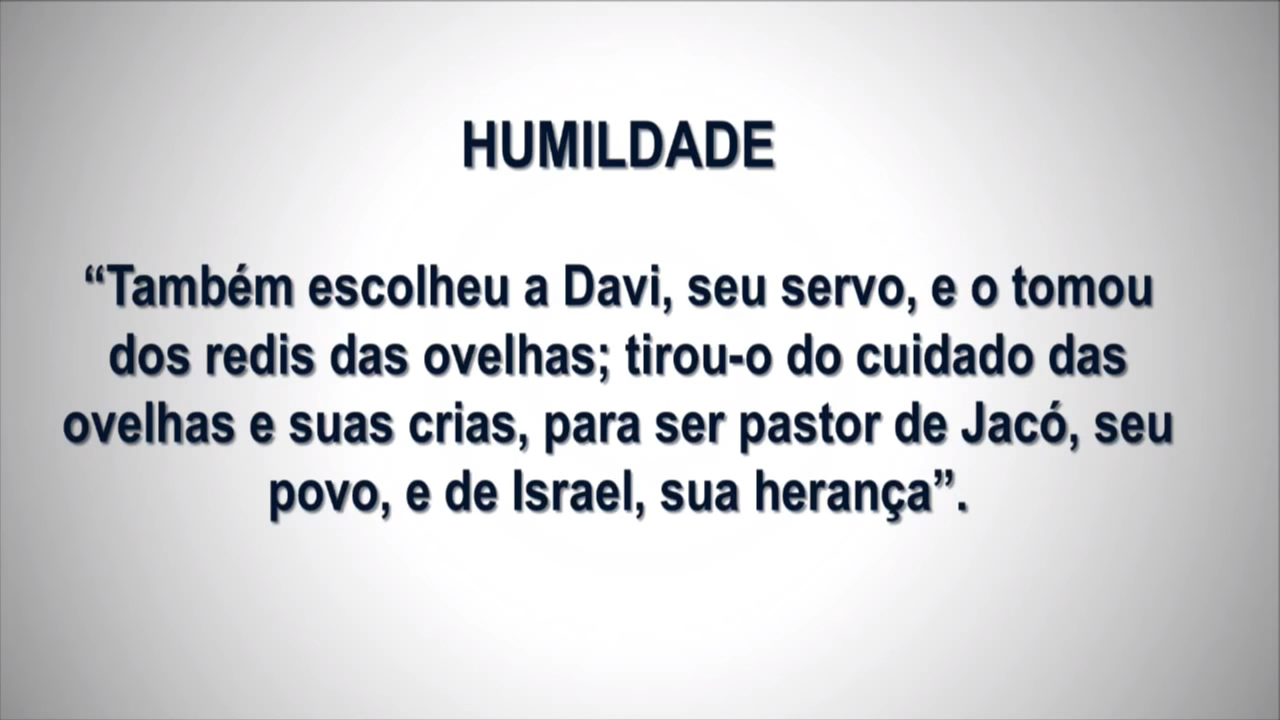 HUMILDADE
“Também escolheu a Davi, seu servo, e o tomou
dos redis das ovelhas; tirou-o do cuidado das
ovelhas e suas crias, para ser pastor de Jacó, seu
povo, e de Israel, sua herança”.